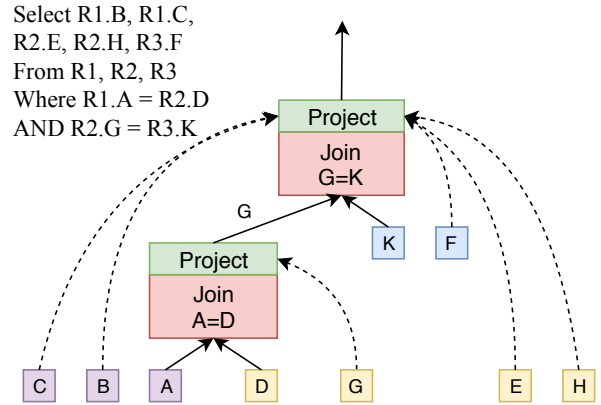 Select R1.B, R1.C,
R2.E, R2.H, R3.F
From R1, R2, R3
Where R1.A = R2.D
AND R2.G = R3.K
Project
Join
G=K
G
K
F
Project
Join
A=D
C
B
A
D
G
E
H